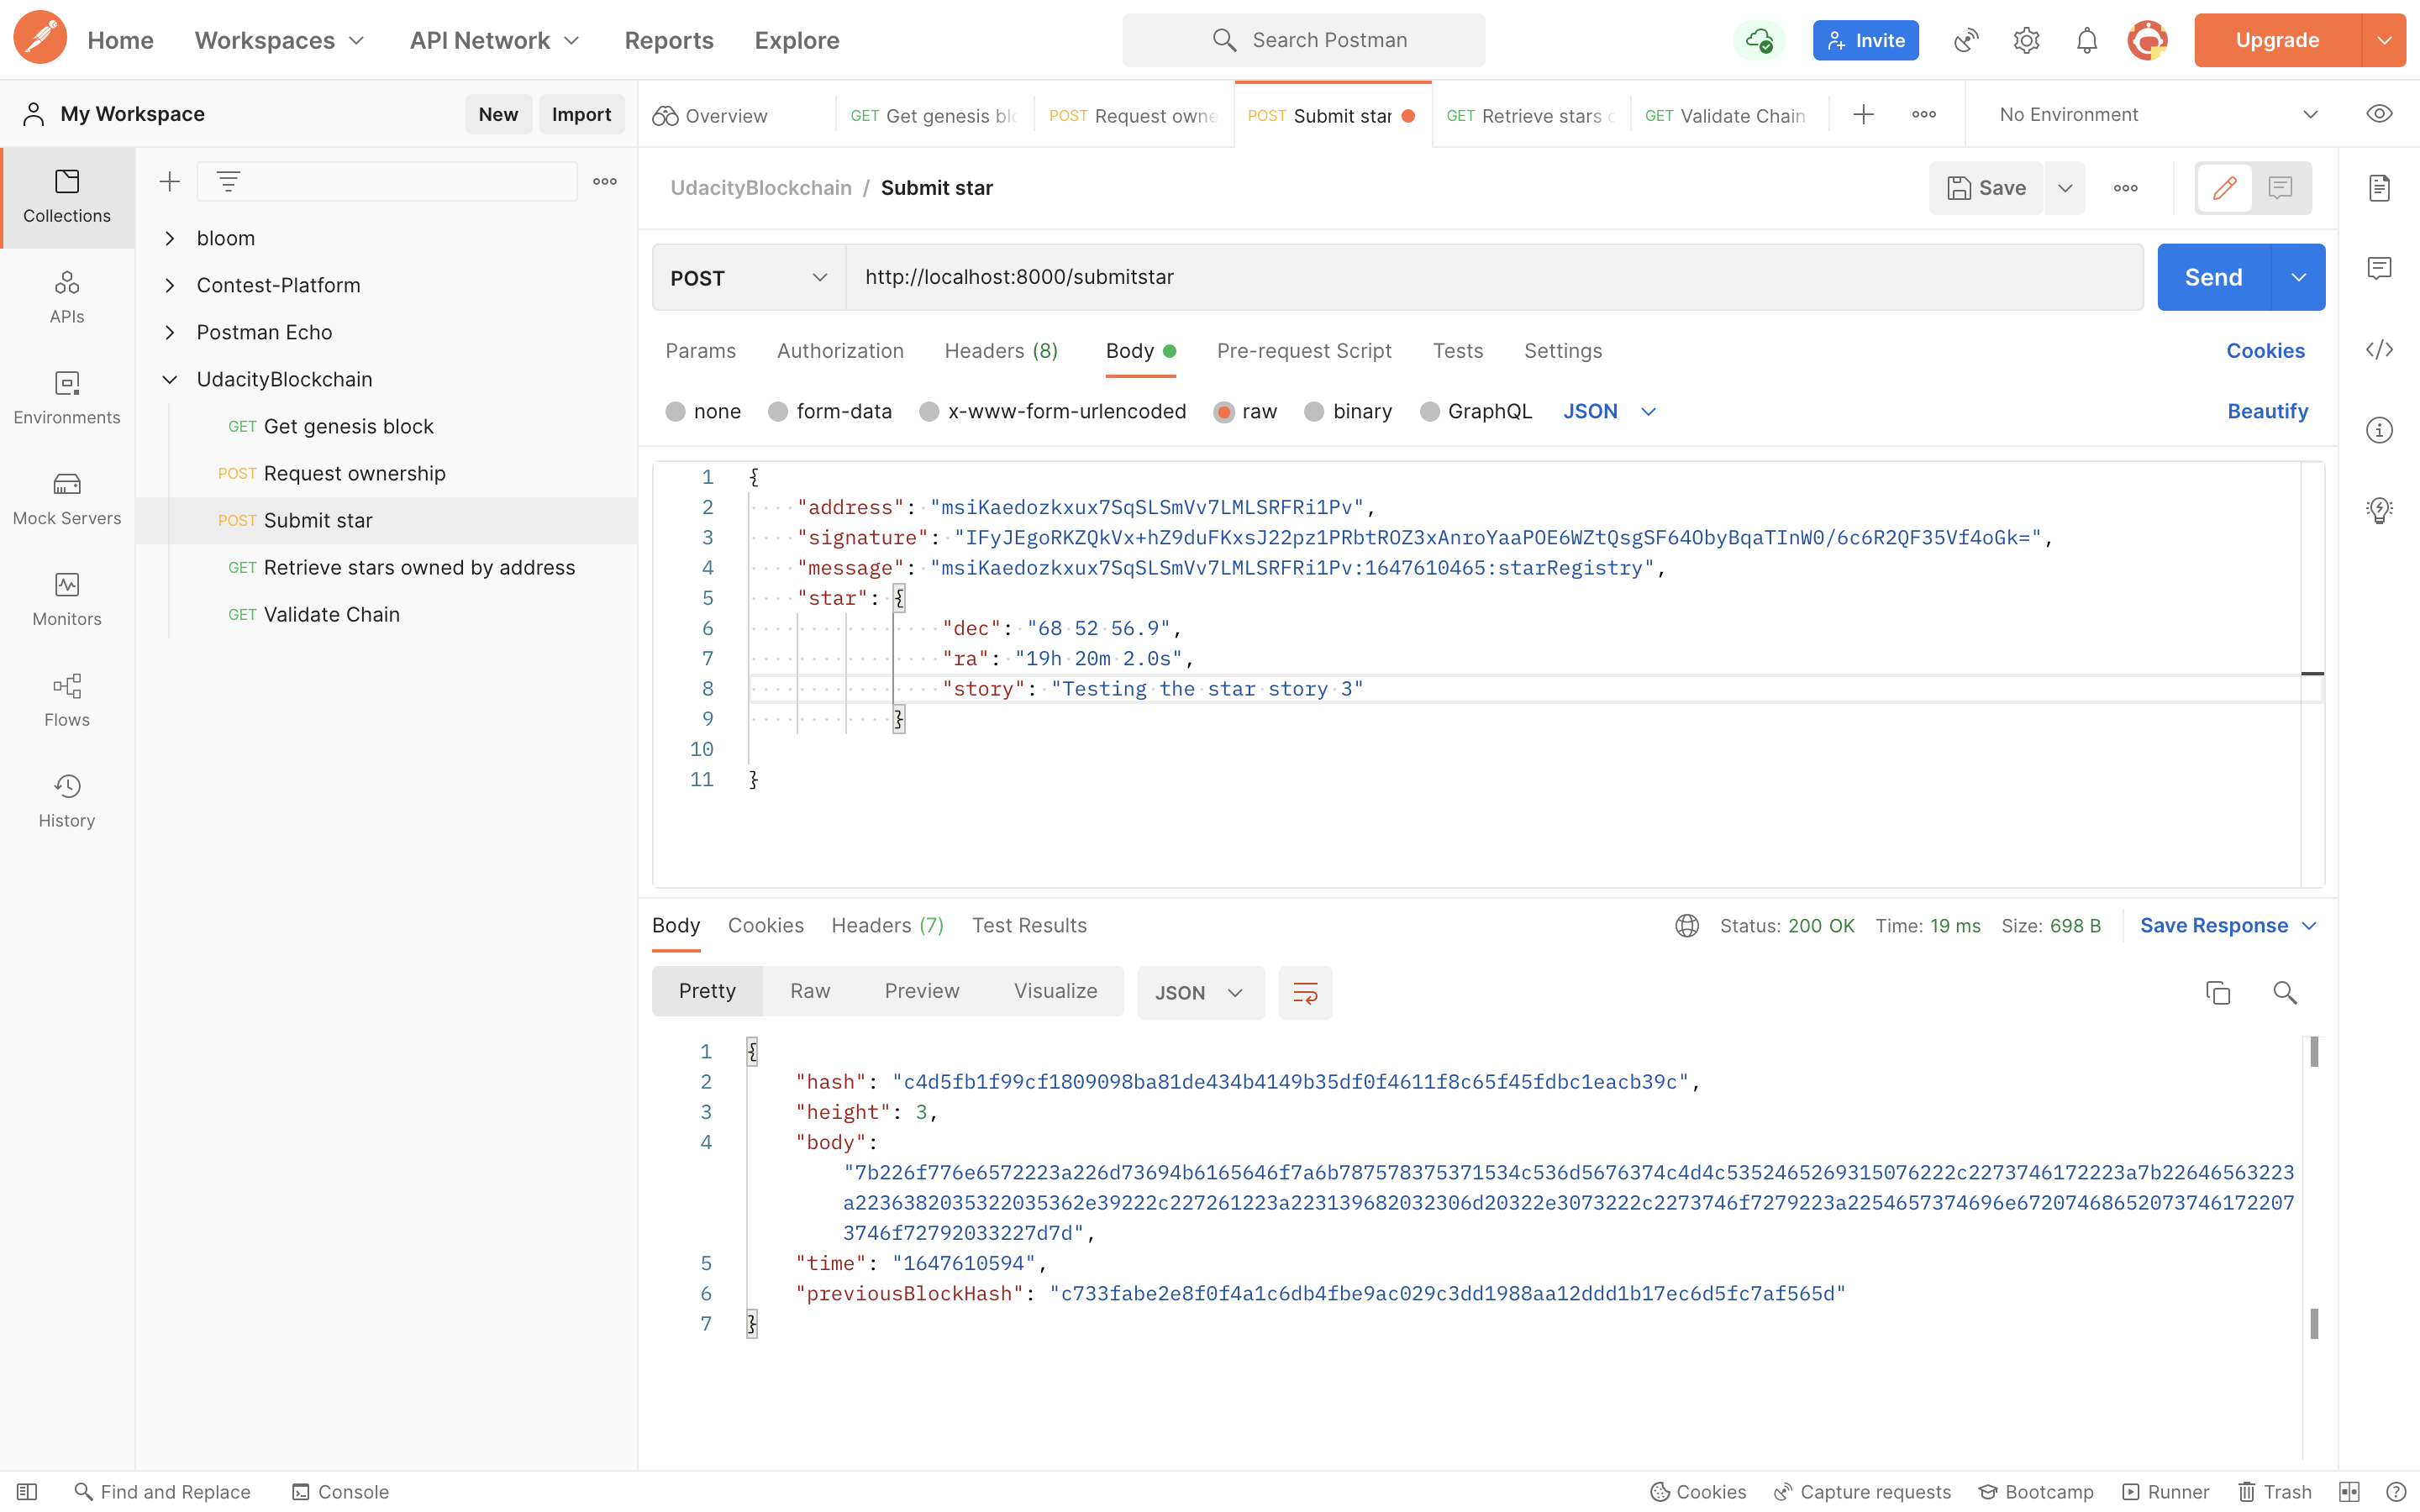 Home
Workspaces
API Network
Reports
Explore
Search Postman
Invite
Upgrade
My Workspace
New
Import
Overview
GET Get genesis blo
POST Request owne
POST Submit star
GET Retrieve stars
GET Validate Chain
No Environment
Collections
APIs
Environments
Mock Servers
Monitors
Flows
History
bloom
Contest-Platform
Postman Echo
UdacityBlockchain
GET Get genesis block
POST Request ownership
POST Submit star
GET Retrieve stars owned by address
GET Validate Chain
UdacityBlockchain / Submit star
Save
POST
http://localhost:8000/submitstar
Send
Params
Authorization
Headers (8)
Body
Pre-request Script
Tests
Settings
Cookies
none
form-data
x-www-form-urlencoded
raw
binary
GraphQL
JSON
Beautify
1 {
2 "address": "msiKaedozkxux7SqSLSmVv7LMLSRFRi1Pv",
3 "signature": "IFyJEgoRKZQkVx+hZ9duFKxsJ22pz1PRbtROZ3xAnroYaaPOE6WZtQsgSF64ObyBqaTInW0/6c6R2QF35Vf4oGk=",
4 "message": "msiKaedozkxux7SqSLSmVv7LMLSRFRi1Pv:1647610465:starRegistry",
5 "star": {
6 "dec": "68 52 56.9",
7 "ra": "19h 20m 2.0s",
8 "story": "Testing the star story 3"
9 }
10
11 }
Body
Cookies
Headers (7)
Test Results
Status: 200 OK
Time: 19 ms
Size: 698 B
Save Response
Pretty
Raw
Preview
Visualize
JSON
1 {
2 "hash": "c4d5fb1f99cf1809098ba81de434b4149b35df0f4611f8c65f45fdbc1eacb39c",
3 "height": 3,
4 "body":
"7b226f776e6572223a226d73694b6165646f7a6b787578375371534c536d5676374c4d4c5352465269315076222c2273746172223a7b22646563223
a2236382035322035362e39222c227261223a223139682032306d20322e3073222c2273746f7279223a2254657374696e67207468652073746172207
3746f72792033227d7d",
5 "time": "1647610594",
6 "previousBlockHash": "c733fabe2e8f0f4a1c6db4fbe9ac029c3dd1988aa12ddd1b17ec6d5fc7af565d"
7 }
Find and Replace
Console
Cookies
Capture requests
Bootcamp
Runner
Trash